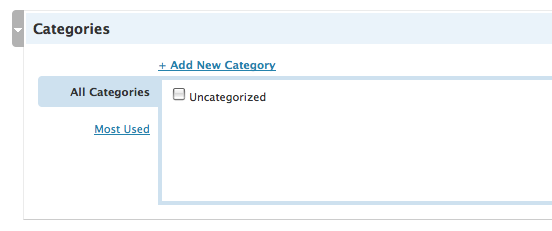 Categories
+ Add New Category
All Categories
Uncategorized
Most Used